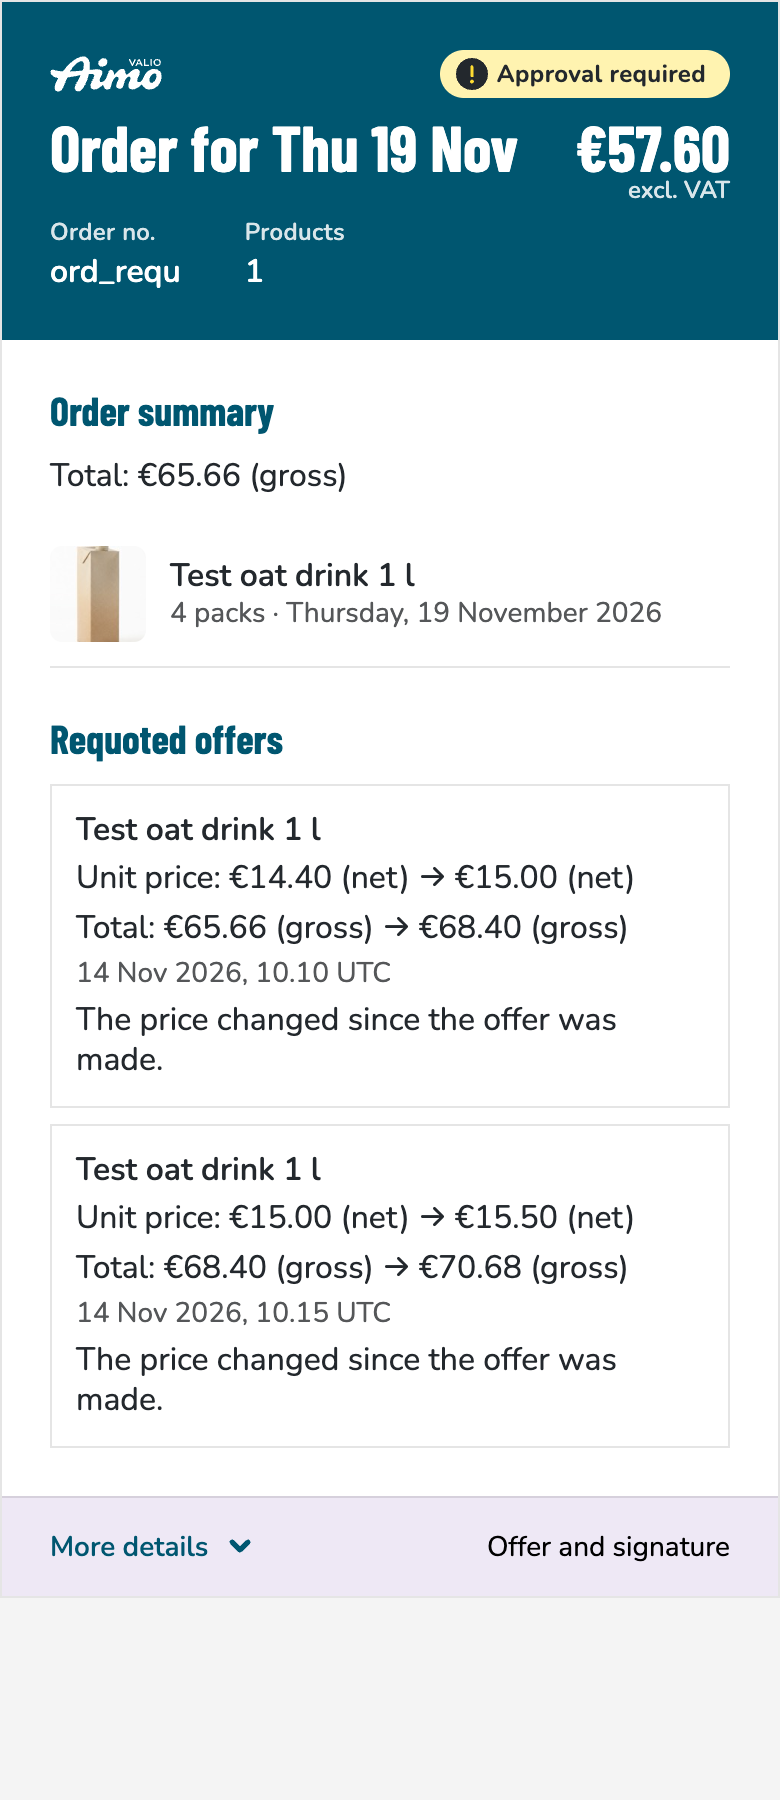 Aimo VALIO
! Approval required
Order for Thu 19 Nov
€57.60
excl. VAT
Order no.
Products
ord_requ
1
Order summary
Total: €65.66 (gross)
Test oat drink 1 l
4 packs · Thursday, 19 November 2026
Requoted offers
Test oat drink 1 l
Unit price: €14.40 (net) → €15.00 (net)
Total: €65.66 (gross) → €68.40 (gross)
14 Nov 2026, 10.10 UTC
The price changed since the offer was
made.
Test oat drink 1 l
Unit price: €15.00 (net) → €15.50 (net)
Total: €68.40 (gross) → €70.68 (gross)
14 Nov 2026, 10.15 UTC
The price changed since the offer was
made.
More details
Offer and signature